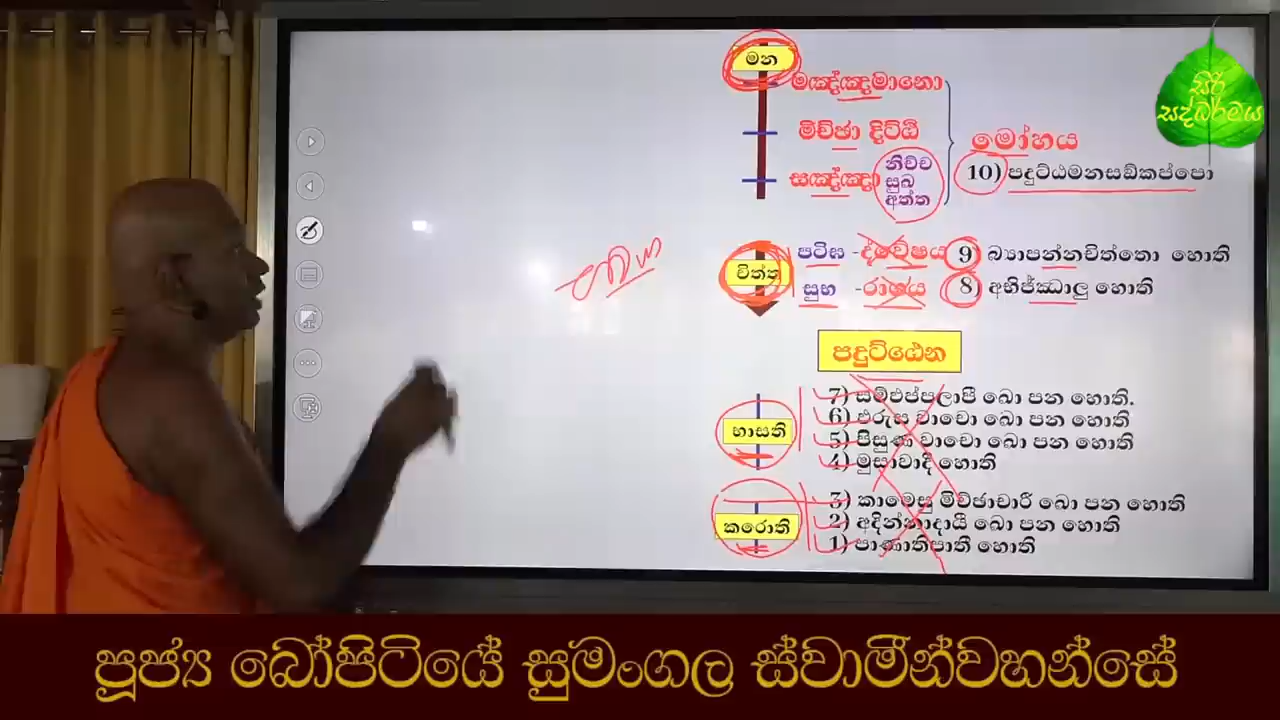 මන
මඤ්ඤමානො
මිච්ඡා දිට්ඨි
සඤ්ඤා
නිච්ච
සුඛ
අත්ත
මෝහය
10) පදුට්ඨමනසඞ්කප්පො
සිරි
සද්ධර්මය
චිත්ත
පටිඝ -ද්වේෂය 9) බ්‍යාපන්නචිත්තො හොති
සුභ -රාගය 8) අභිජ්ඣාලු හොති
පදුට්ඨෙන
භාසති
7) සම්ඵප්පලාපී ඛො පන හොති.
6) ඵරුස වාචො ඛො පන හොති
5) පිසුණ වාචො ඛො පන හොති
4) මුසාවාදී හොති
කරොති
3) කාමෙසු මිච්ඡාචාරී ඛො පන හොති
2) අදින්නාදායී ඛො පන හොති
1) පාණාතිපාතී හොති
පූජ්‍ය බෝපිටියේ සුමංගල ස්වාමීන්වහන්සේ